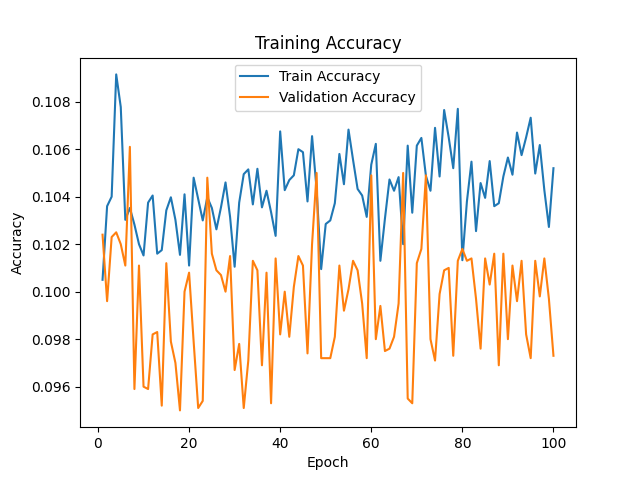 Training Accuracy
Train Accuracy
Validation Accuracy
0.108
0.106
0.104
0.102
0.100
0.098
0.096
Accuracy
0 20 40 60 80 100
Epoch